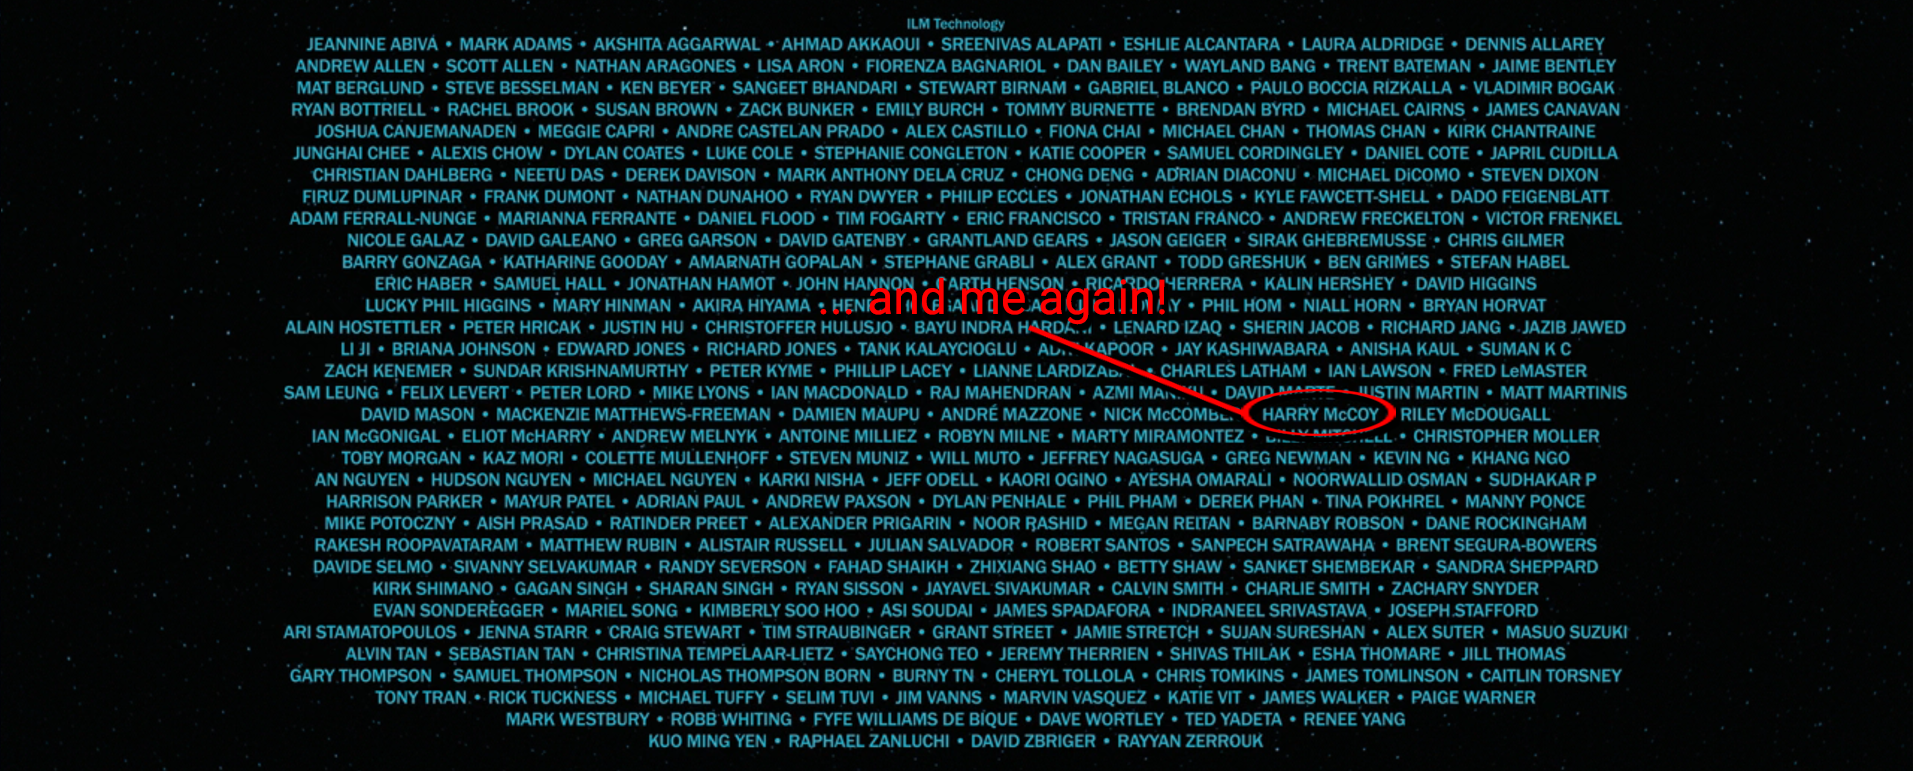 ILM Technology
JEANNINE ABIVA • MARK ADAMS • AKSHITA AGGARWAL • AHMAD AKKAOUI • SREENIVAS ALAPATI • ESHLIE ALCANTARA • LAURA ALDRIDGE • DENNIS ALLAREY
ANDREW ALLEN • SCOTT ALLEN • NATHAN ARAGONES • LISA ARON • FIORENZA BAGNARIOL • DAN BAILEY • WAYLAND BANG • TRENT BATEMAN • JAIME BENTLEY
MAT BERGLUND • STEVE BESSELMAN • KEN BEYER • SANGEET BHANDARI • STEWART BIRNAM • GABRIEL BLANCO • PAULO BOCCIA RIZKALLA • VLADIMIR BOGAK
RYAN BOTTRIELL • RACHEL BROOK • SUSAN BROWN • ZACK BUNKER • EMILY BURCH • TOMMY BURNETTE • BRENDAN BYRD • MICHAEL CAIRNS • JAMES CANAVAN
JOSHUA CANJEMANADEN • MEGGIE CAPRI • ANDRE CASTELAN PRADO • ALEX CASTILLO • FIONA CHAI • MICHAEL CHAN • THOMAS CHAN • KIRK CHANTRAINE
JUNGHAI CHEE • ALEXIS CHOW • DYLAN COATES • LUKE COLE • STEPHANIE CONGLETON • KATIE COOPER • SAMUEL CORDINGLEY • DANIEL COTE • JAPRIL CUDILLA
CHRISTIAN DAHLBERG • NEETU DAS • DEREK DAVISON • MARK ANTHONY DELA CRUZ • CHONG DENG • ADRIAN DIACONU • MICHAEL DiCOMO • STEVEN DIXON
FIRUZ DUMLUPINAR • FRANK DUMONT • NATHAN DUNAHOO • RYAN DWYER • PHILIP ECCLES • JONATHAN ECHOLS • KYLE FAWCETT-SHELL • DADO FEIGENBLATT
ADAM FERRALL-NUNGE • MARIANNA FERRANTE • DANIEL FLOOD • TIM FOGARTY • ERIC FRANCISCO • TRISTAN FRANCO • ANDREW FRECKELTON • VICTOR FRENKEL
NICOLE GALAZ • DAVID GALEANO • GREG GARSON • DAVID GATENBY • GRANTLAND GEARS • JASON GEIGER • SIRAK GHEBREMUSSE • CHRIS GILMER
BARRY GONZAGA • KATHARINE GOODAY • AMARNATH GOPALAN • STEPHANE GRABLI • ALEX GRANT • TODD GRESHUK • BEN GRIMES • STEFAN HABEL
ERIC HABER • SAMUEL HALL • JONATHAN HAMOT • JOHN HANNON • GARTH HENSON • RICARDO HERRERA • KALIN HERSHEY • DAVID HIGGINS
... and me again!
LUCKY PHIL HIGGINS • MARY HINMAN • AKIRA HIYAMA • PHIL HOM • NIALL HORN • BRYAN HORVAT
ALAIN HOSTETTLER • PETER HRICAK • JUSTIN HU • CHRISTOFFER HULUSJO • BAYU INDRA • LENARD IZAQ • SHERIN JACOB • RICHARD JANG • JAZIB JAWED
LI JI • BRIANA JOHNSON • EDWARD JONES • RICHARD JONES • TANK KALAYCIOGLU • KAPOOR • JAY KASHIWABARA • ANISHA KAUL • SUMAN K C
ZACH KENEMER • SUNDAR KRISHNAMURTHY • PETER KYME • PHILLIP LACEY • LIANNE • CHARLES LATHAM • IAN LAWSON • FRED LeMASTER
SAM LEUNG • FELIX LEVERT • PETER LORD • MIKE LYONS • IAN MACDONALD • RAJ MAHENDRAN • AZMI • DAVID MARTE • JUSTIN MARTIN • MATT MARTINIS
DAVID MASON • MACKENZIE MATTHEWS-FREEMAN • DAMIEN MAUPU • ANDRÉ MAZZONE • NICK • HARRY McCOY RILEY McDOUGALL
IAN McGONIGAL • ELIOT McHARRY • ANDREW MELNYK • ANTOINE MILLIEZ • ROBYN MILNE • MARTY MIRAMONTEZ • BILLY MITCHELL • CHRISTOPHER MOLLER
TOBY MORGAN • KAZ MORI • COLETTE MULLENHOFF • STEVEN MUNIZ • WILL MUTO • JEFFREY NAGASUGA • GREG NEWMAN • KEVIN NG • KHANG NGO
AN NGUYEN • HUDSON NGUYEN • MICHAEL NGUYEN • KARKI NISHA • JEFF ODELL • KAORI OGINO • AYESHA OMARALI • NOORWALLID OSMAN • SUDHAKAR P
HARRISON PARKER • MAYUR PATEL • ADRIAN PAUL • ANDREW PAXSON • DYLAN PENHALE • PHIL PHAM • DEREK PHAN • TINA POKHREL • MANNY PONCE
MIKE POTOCZNY • AISH PRASAD • RATINDER PREET • ALEXANDER PRIGARIN • NOOR RASHID • MEGAN REITAN • BARNABY ROBSON • DANE ROCKINGHAM
RAKESH ROOPAVATARAM • MATTHEW RUBIN • ALISTAIR RUSSELL • JULIAN SALVADOR • ROBERT SANTOS • SANPECH SATRAWAHA • BRENT SEGURA-BOWERS
DAVIDE SELMO • SIVANNY SELVAKUMAR • RANDY SEVERSON • FAHAD SHAIKH • ZHIXIANG SHAO • BETTY SHAW • SANKET SHEMBEKAR • SANDRA SHEPPARD
KIRK SHIMANO • GAGAN SINGH • SHARAN SINGH • RYAN SISSON • JAYAVEL SIVAKUMAR • CALVIN SMITH • CHARLIE SMITH • ZACHARY SNYDER
EVAN SONDEREGGER • MARIEL SONG • KIMBERLY SOO HOO • ASI SOUDAI • JAMES SPADAFORA • INDRANEEL SRIVASTAVA • JOSEPH STAFFORD
ARI STAMATOPOULOS • JENNA STARR • CRAIG STEWART • TIM STRAUBINGER • GRANT STREET • JAMIE STRETCH • SUJAN SURESHAN • ALEX SUTER • MASUO SUZUKI
ALVIN TAN • SEBASTIAN TAN • CHRISTINA TEMPELAAR-LIETZ • SAYCHONG TEO • JEREMY THERRIEN • SHIVAS THILAK • ESHA THOMARE • JILL THOMAS
GARY THOMPSON • SAMUEL THOMPSON • NICHOLAS THOMPSON BORN • BURNY TN • CHERYL TOLLOLA • CHRIS TOMKINS • JAMES TOMLINSON • CAITLIN TORSNEY
TONY TRAN • RICK TUCKNESS • MICHAEL TUFFY • SELIM TUVI • JIM VANNS • MARVIN VASQUEZ • KATIE VIT • JAMES WALKER • PAIGE WARNER
MARK WESTBURY • ROBB WHITING • FYFE WILLIAMS DE BIQUE • DAVE WORTLEY • TED YADETA • RENEE YANG
KUO MING YEN • RAPHAEL ZANLUCHI • DAVID ZBRIGER • RAYYAN ZERROUK